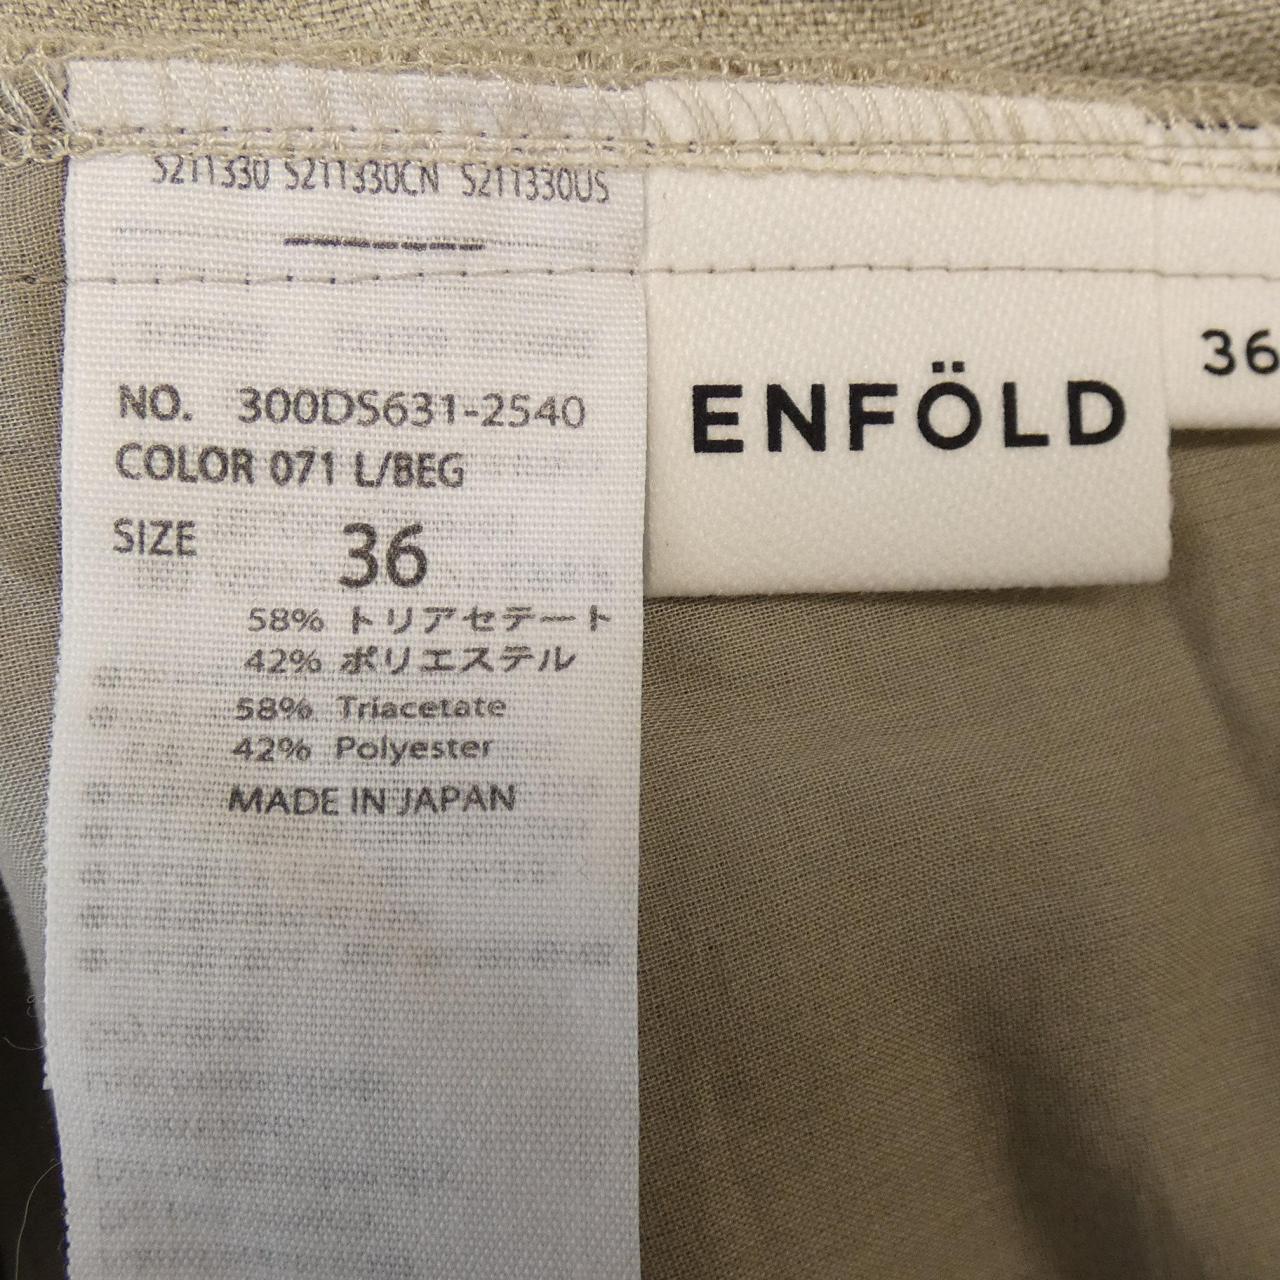 S211330 S211330CN S211330US
NO. 300DS631-2540
COLOR 071 L/BEG
SIZE 36
58% トリアセテート
42% ポリエステル
58% Triacetate
42% Polyester
MADE IN JAPAN
ENFÖLD
36